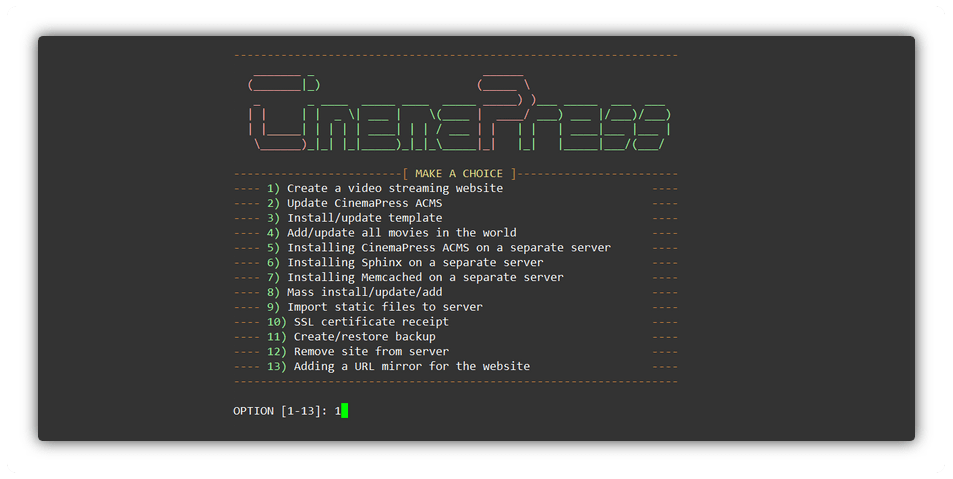 CinemaPress
[ MAKE A CHOICE ]
---- 1) Create a video streaming website ----
---- 2) Update CinemaPress ACMS ----
---- 3) Install/update template ----
---- 4) Add/update all movies in the world ----
---- 5) Installing CinemaPress ACMS on a separate server ----
---- 6) Installing Sphinx on a separate server ----
---- 7) Installing Memcached on a separate server ----
---- 8) Mass install/update/add ----
---- 9) Import static files to server ----
---- 10) SSL certificate receipt ----
---- 11) Create/restore backup ----
---- 12) Remove site from server ----
---- 13) Adding a URL mirror for the website ----
OPTION [1-13]: 1